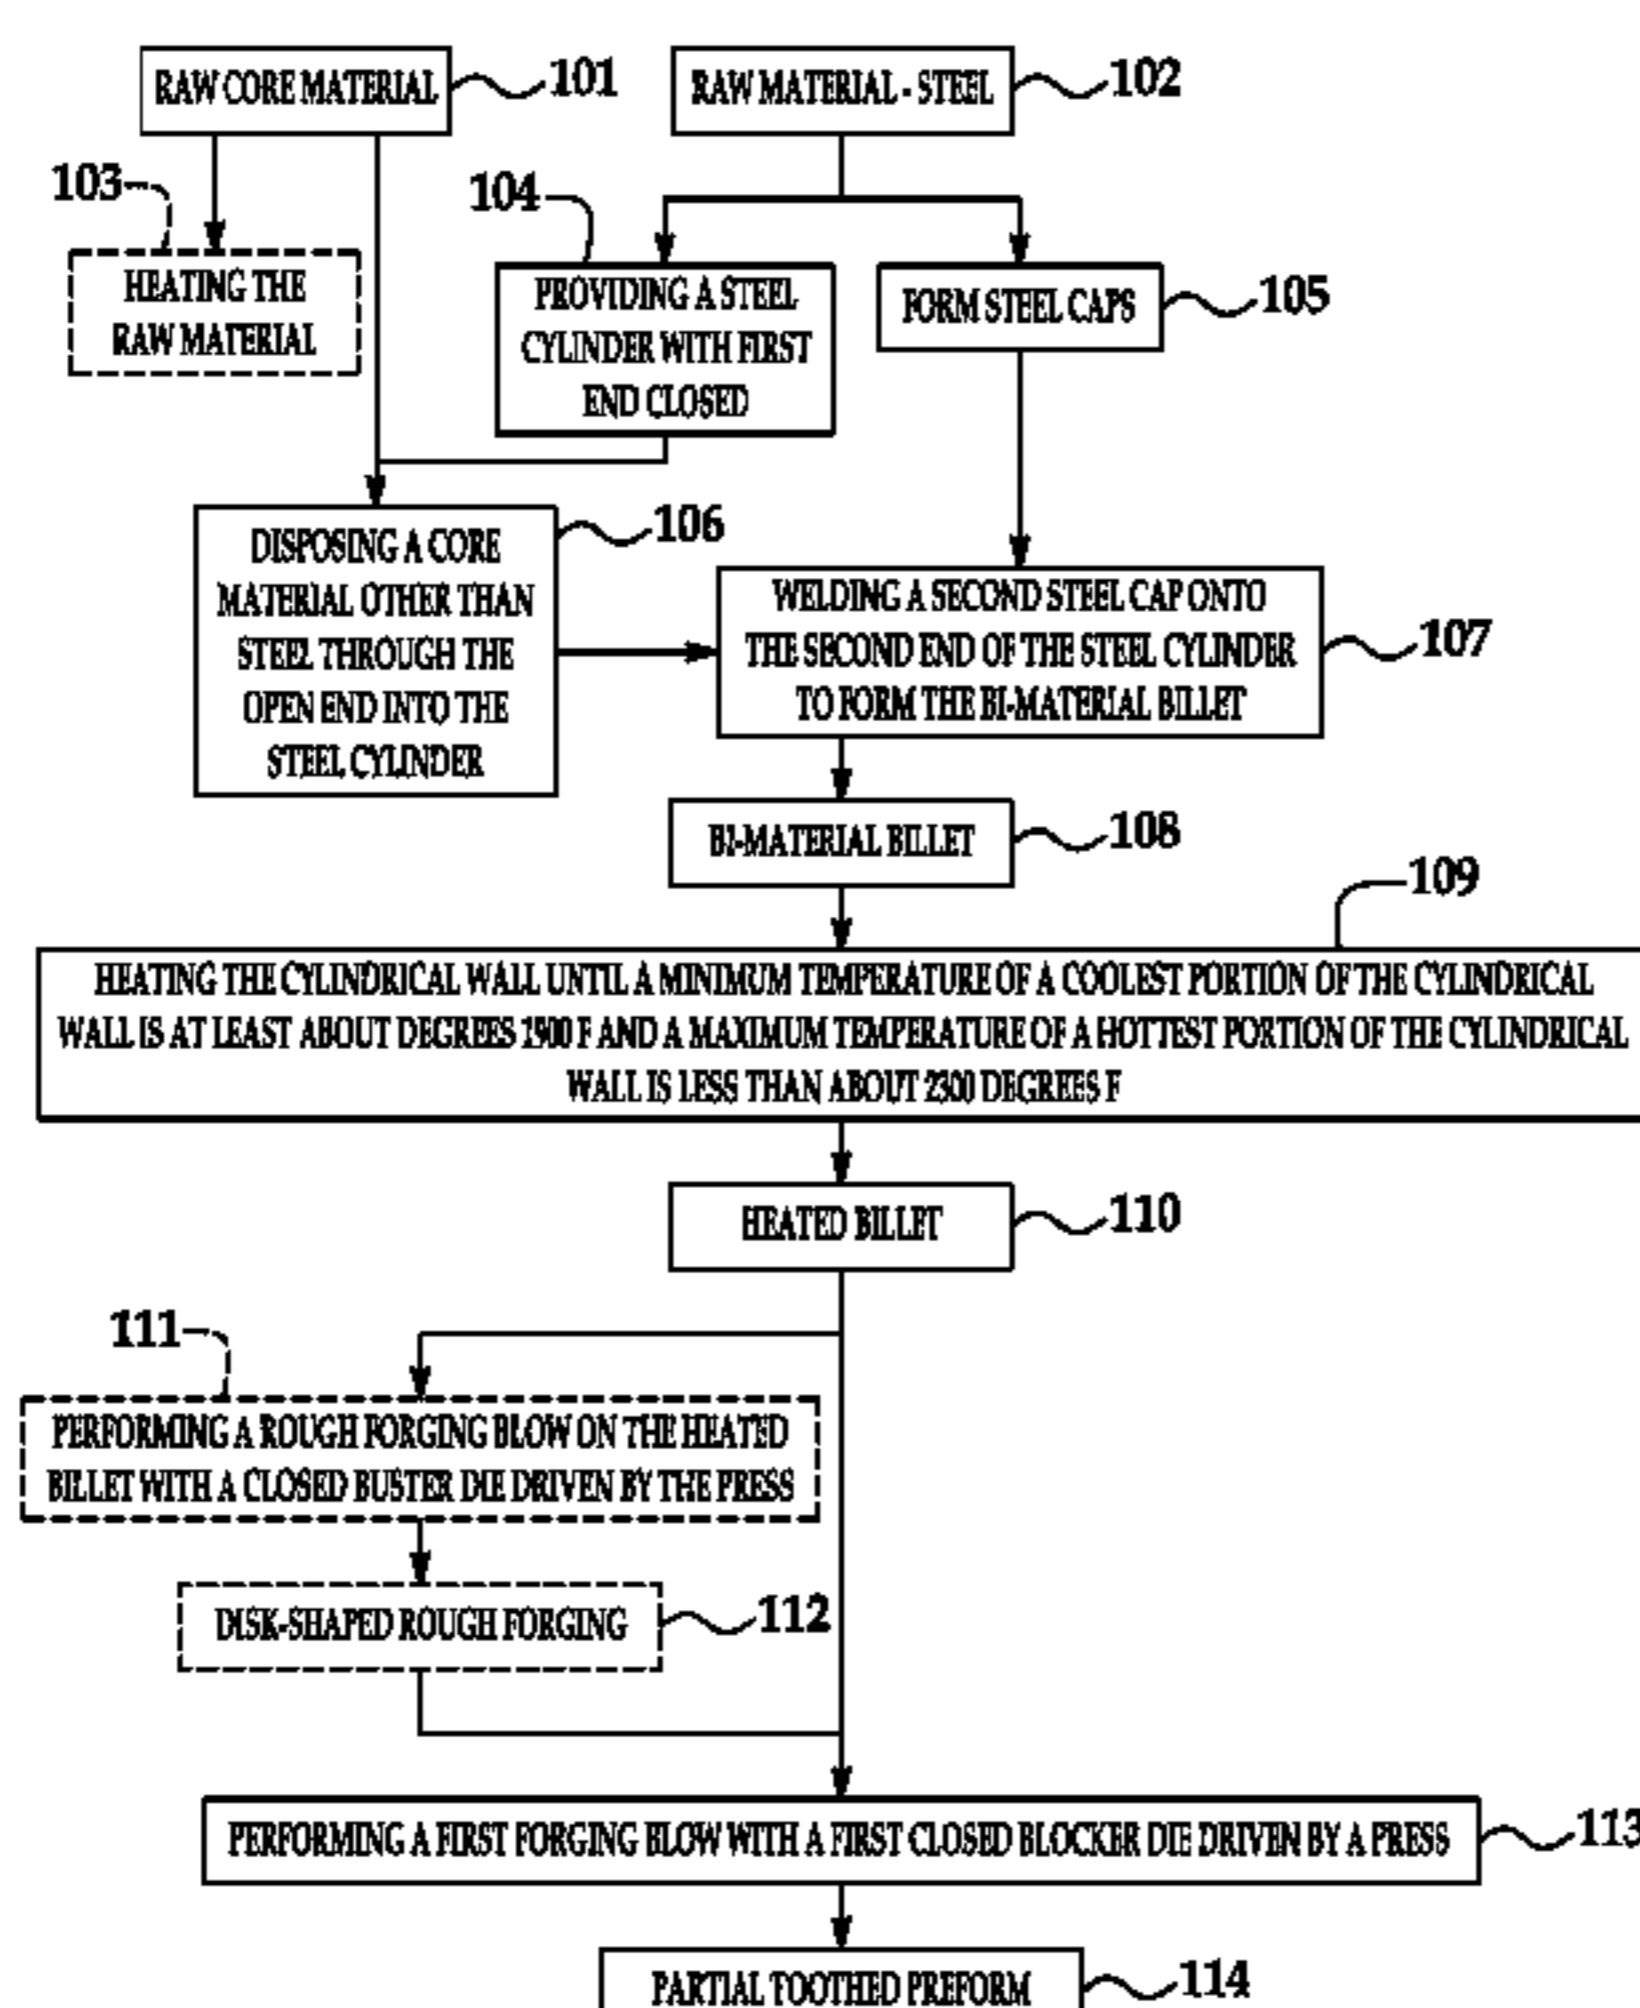 RAW CORE MATERIAL
101
RAW MATERIAL - STEEL
102
103
HEATING THE
RAW MATERIAL
104
PROVIDING A STEEL
CYLINDER WITH FIRST
END CLOSED
FORM STEEL CAPS
105
DISPOSING A CORE
MATERIAL OTHER THAN
STEEL THROUGH THE
OPEN END INTO THE
STEEL CYLINDER
106
WELDING A SECOND STEEL CAP ONTO
THE SECOND END OF THE STEEL CYLINDER
TO FORM THE BI-MATERIAL BILLET
107
BI-MATERIAL BILLET
108
109
HEATING THE CYLINDRICAL WALL UNTIL A MINIMUM TEMPERATURE OF A COOLEST PORTION OF THE CYLINDRICAL
WALL IS AT LEAST ABOUT DEGREES 1900 F AND A MAXIMUM TEMPERATURE OF A HOTTEST PORTION OF THE CYLINDRICAL
WALL IS LESS THAN ABOUT 2300 DEGREES F
HEATED BILLET
110
111
PERFORMING A ROUGH FORGING BLOW ON THE HEATED
BILLET WITH A CLOSED BUSTER DIE DRIVEN BY THE PRESS
DISK-SHAPED ROUGH FORGING
112
PERFORMING A FIRST FORGING BLOW WITH A FIRST CLOSED BLOCKER DIE DRIVEN BY A PRESS
113
PARTIAL TOOTHED PREFORM
114